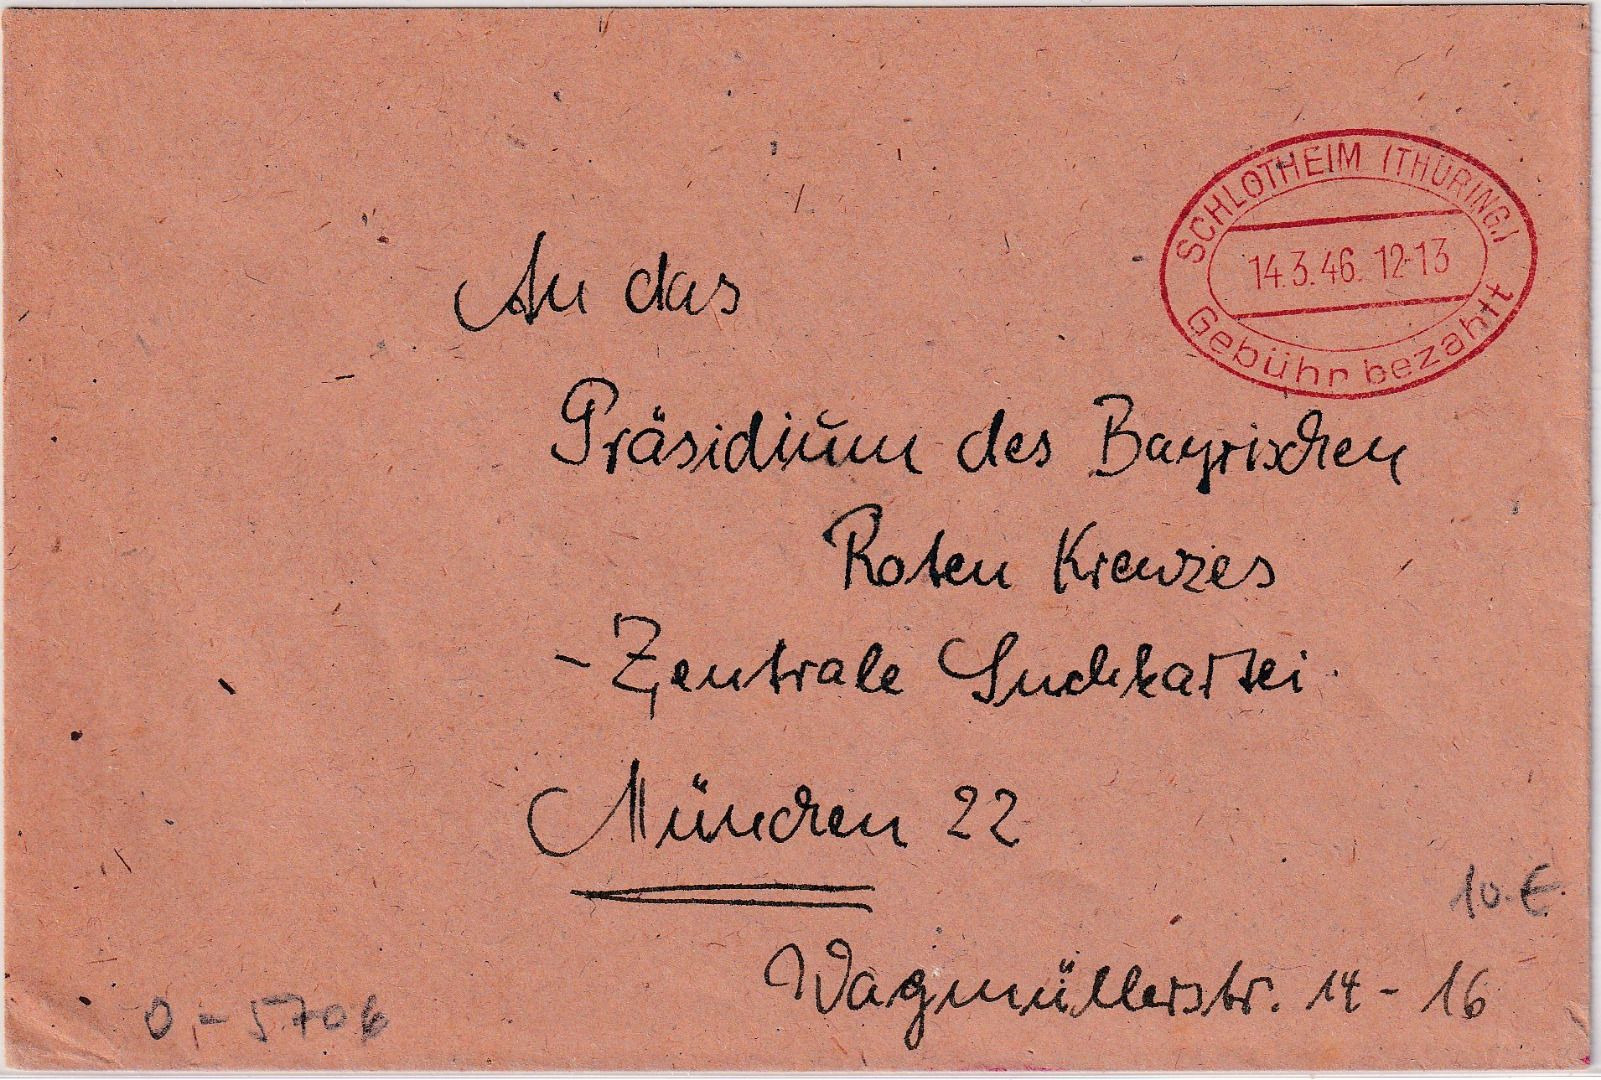 SCHLOTHEIM (THÜRING.)
14.3.46. 12-13
Gebühr bezahlt
An das
Präsidium des Bayrischen
Roten Kreuzes
- Zentrale Suchkartei.
München 22
Wagmüllerstr. 14 - 16
10.€.
O - 5706